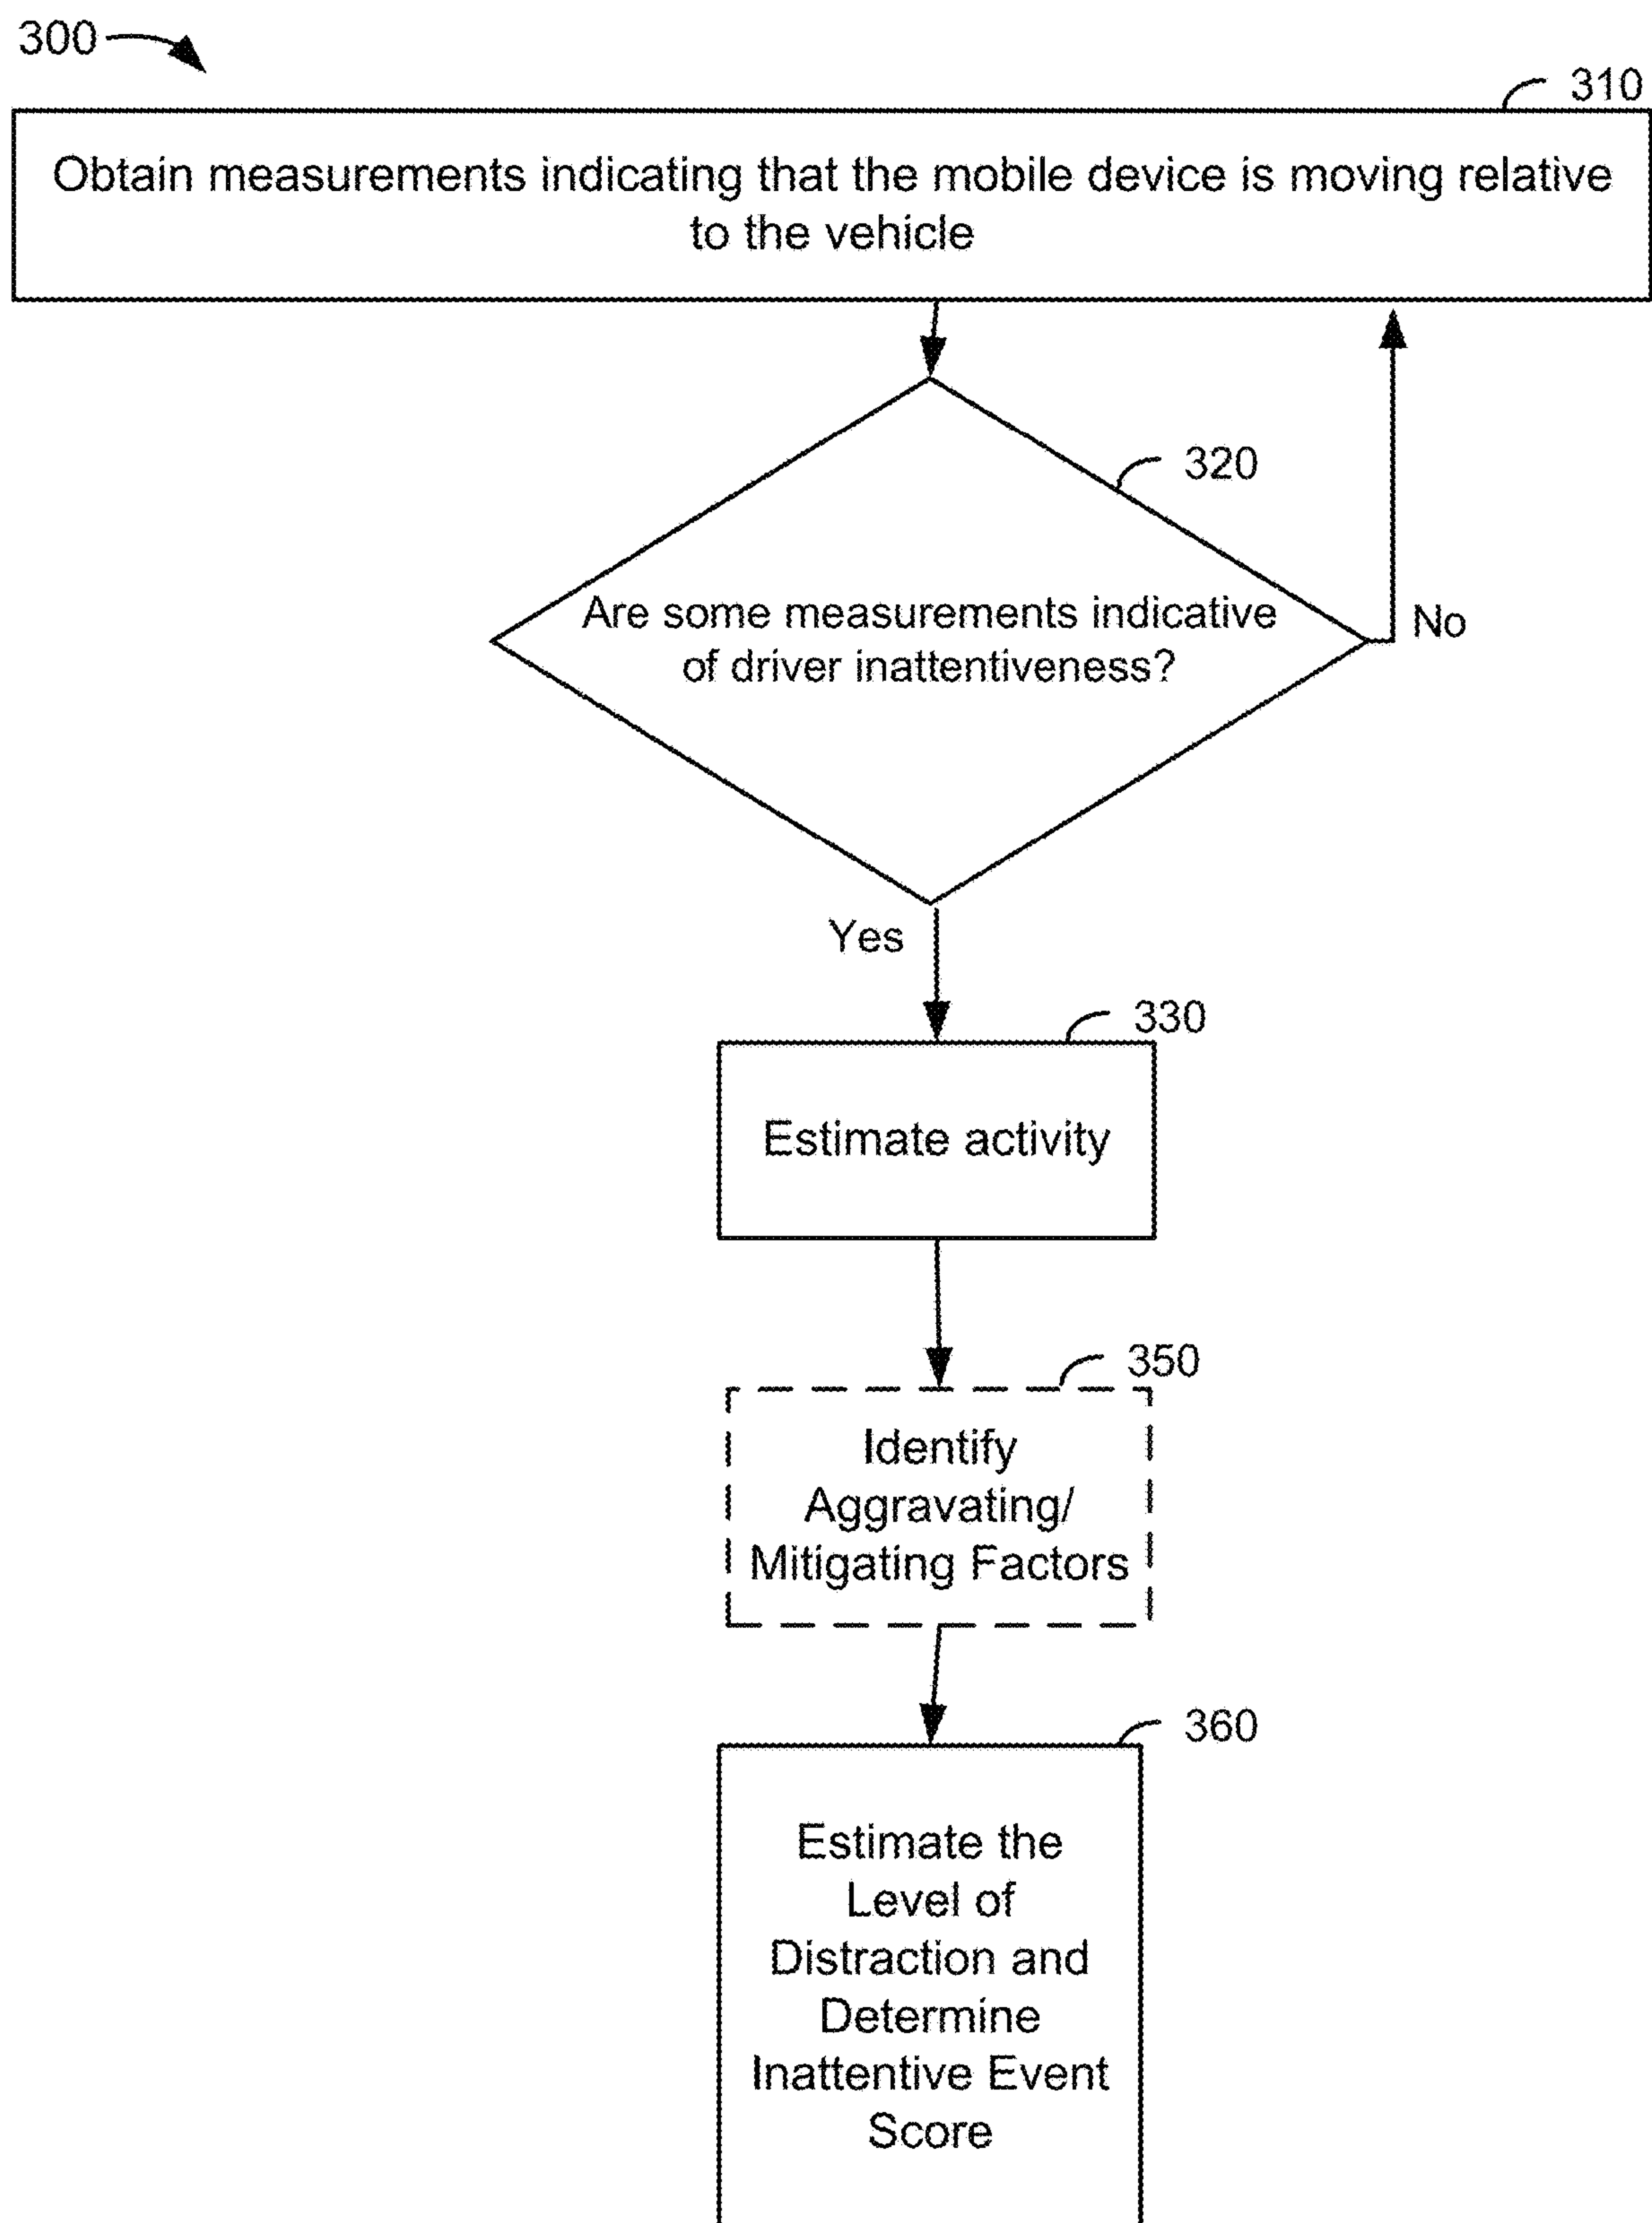 300
310
Obtain measurements indicating that the mobile device is moving relative
to the vehicle
320
Are some measurements indicative
of driver inattentiveness?
No
Yes
330
Estimate activity
350
Identify
Aggravating/
Mitigating Factors
360
Estimate the
Level of
Distraction and
Determine
Inattentive Event
Score